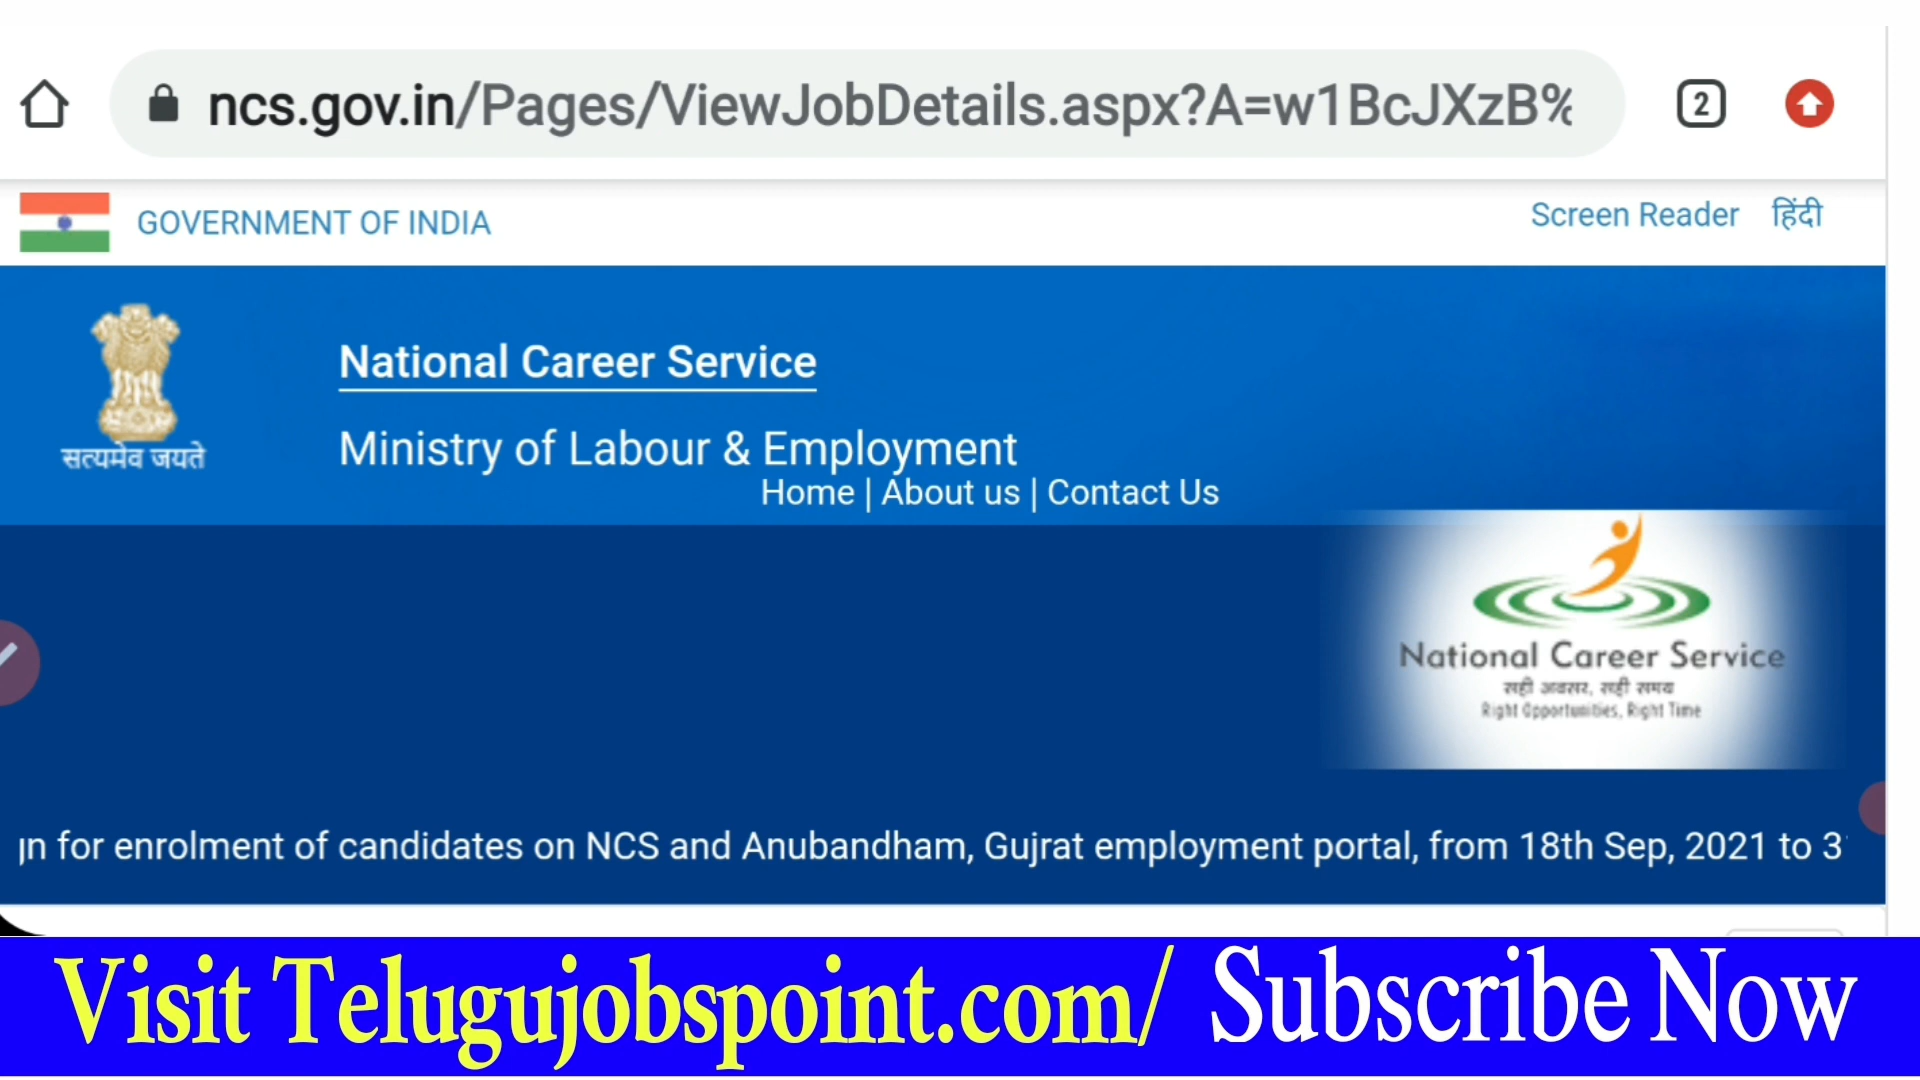 ncs.gov.in/Pages/ViewJobDetails.aspx?A=w1BcJXzB%
2
GOVERNMENT OF INDIA
Screen Reader हिंदी
National Career Service
Ministry of Labour & Employment
सत्यमेव जयते
Home | About us | Contact Us
National Career Service
सही अवसर, सही समय
Right Opportunities, Right Time
for enrolment of candidates on NCS and Anubandham, Gujrat employment portal, from 18th Sep, 2021 to
Visit Telugujobspoint.com/ Subscribe Now